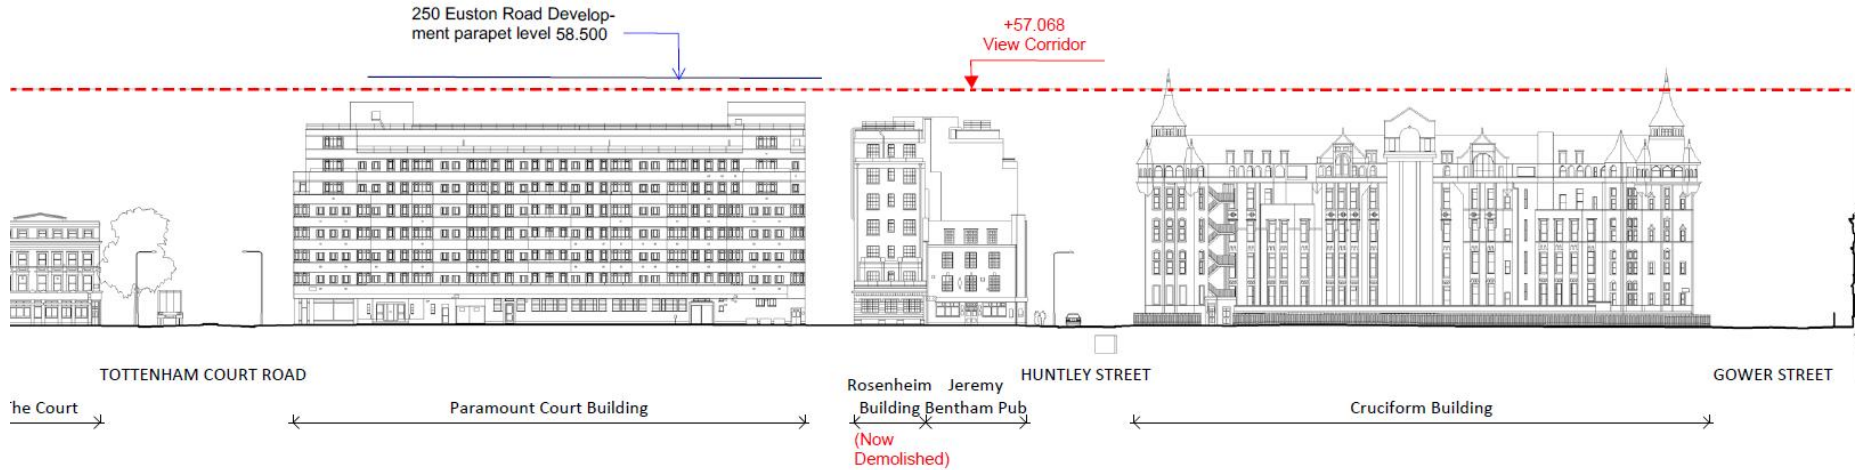 250 Euston Road Develop-
ment parapet level 58.500
+57.068
View Corridor
TOTTENHAM COURT ROAD
HUNTLEY STREET
GOWER STREET
The Court
Paramount Court Building
Rosenheim
Building
Jeremy
Bentham Pub
Cruciform Building
(Now
Demolished)